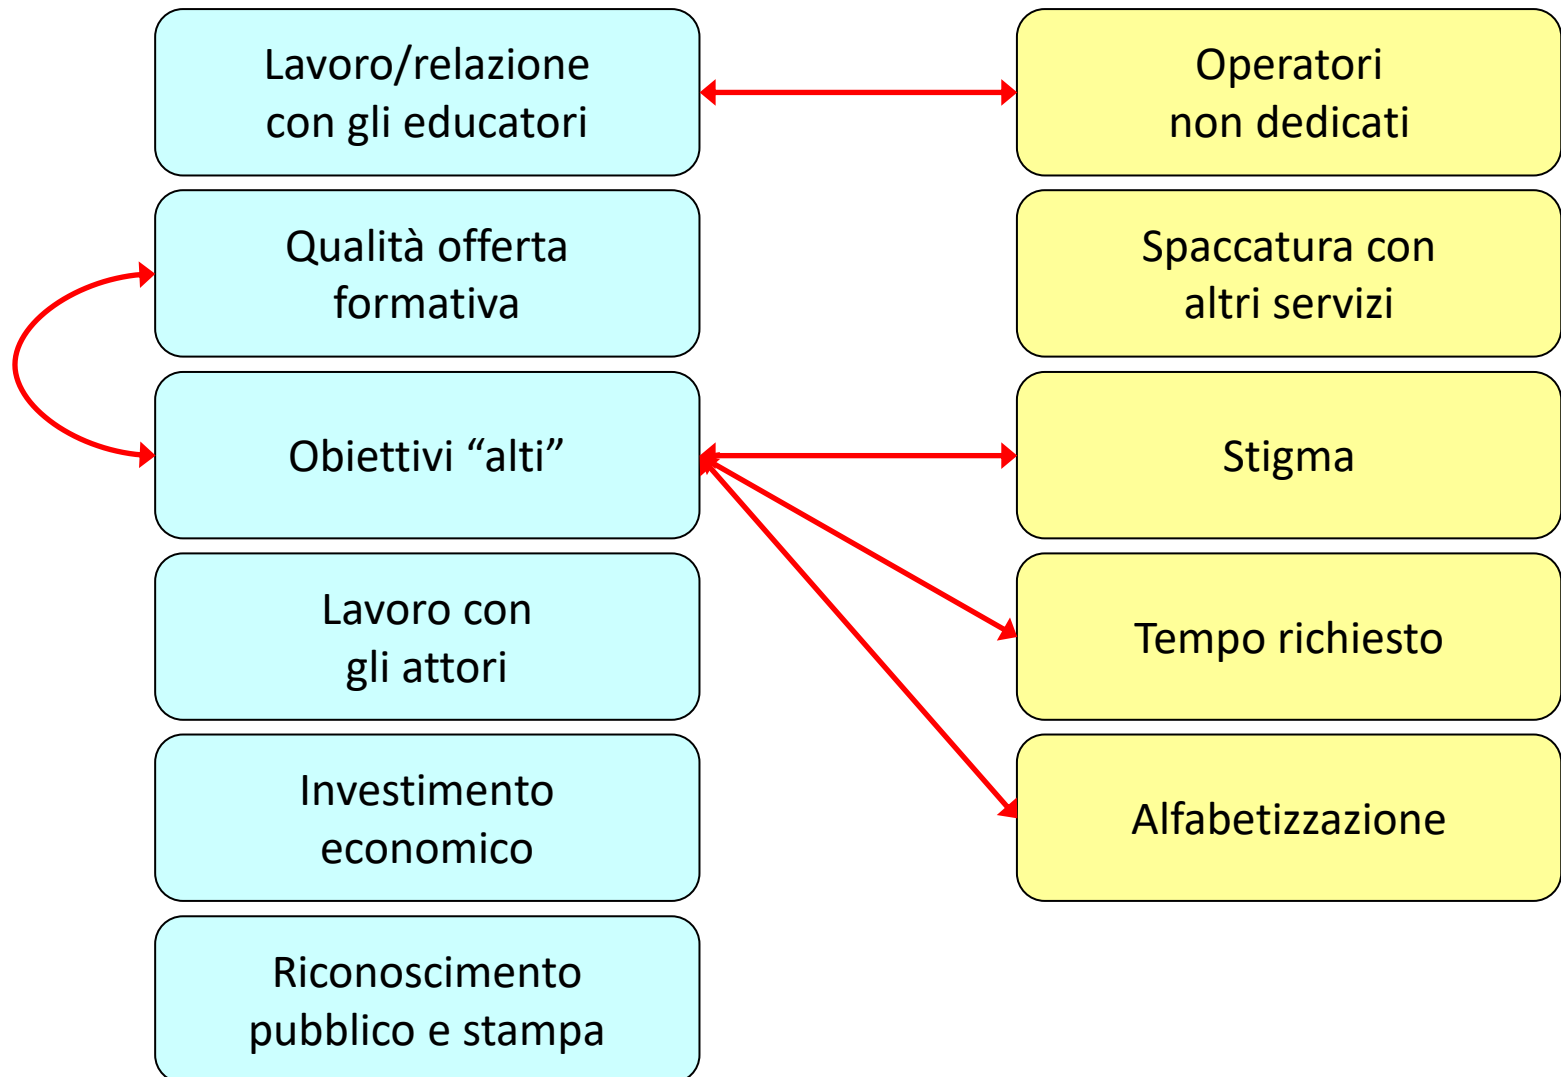 Lavoro/relazione
con gli educatori
Operatori
non dedicati
Qualità offerta
formativa
Spaccatura con
altri servizi
Obiettivi “alti”
Stigma
Lavoro con
gli attori
Tempo richiesto
Investimento
economico
Alfabetizzazione
Riconoscimento
pubblico e stampa